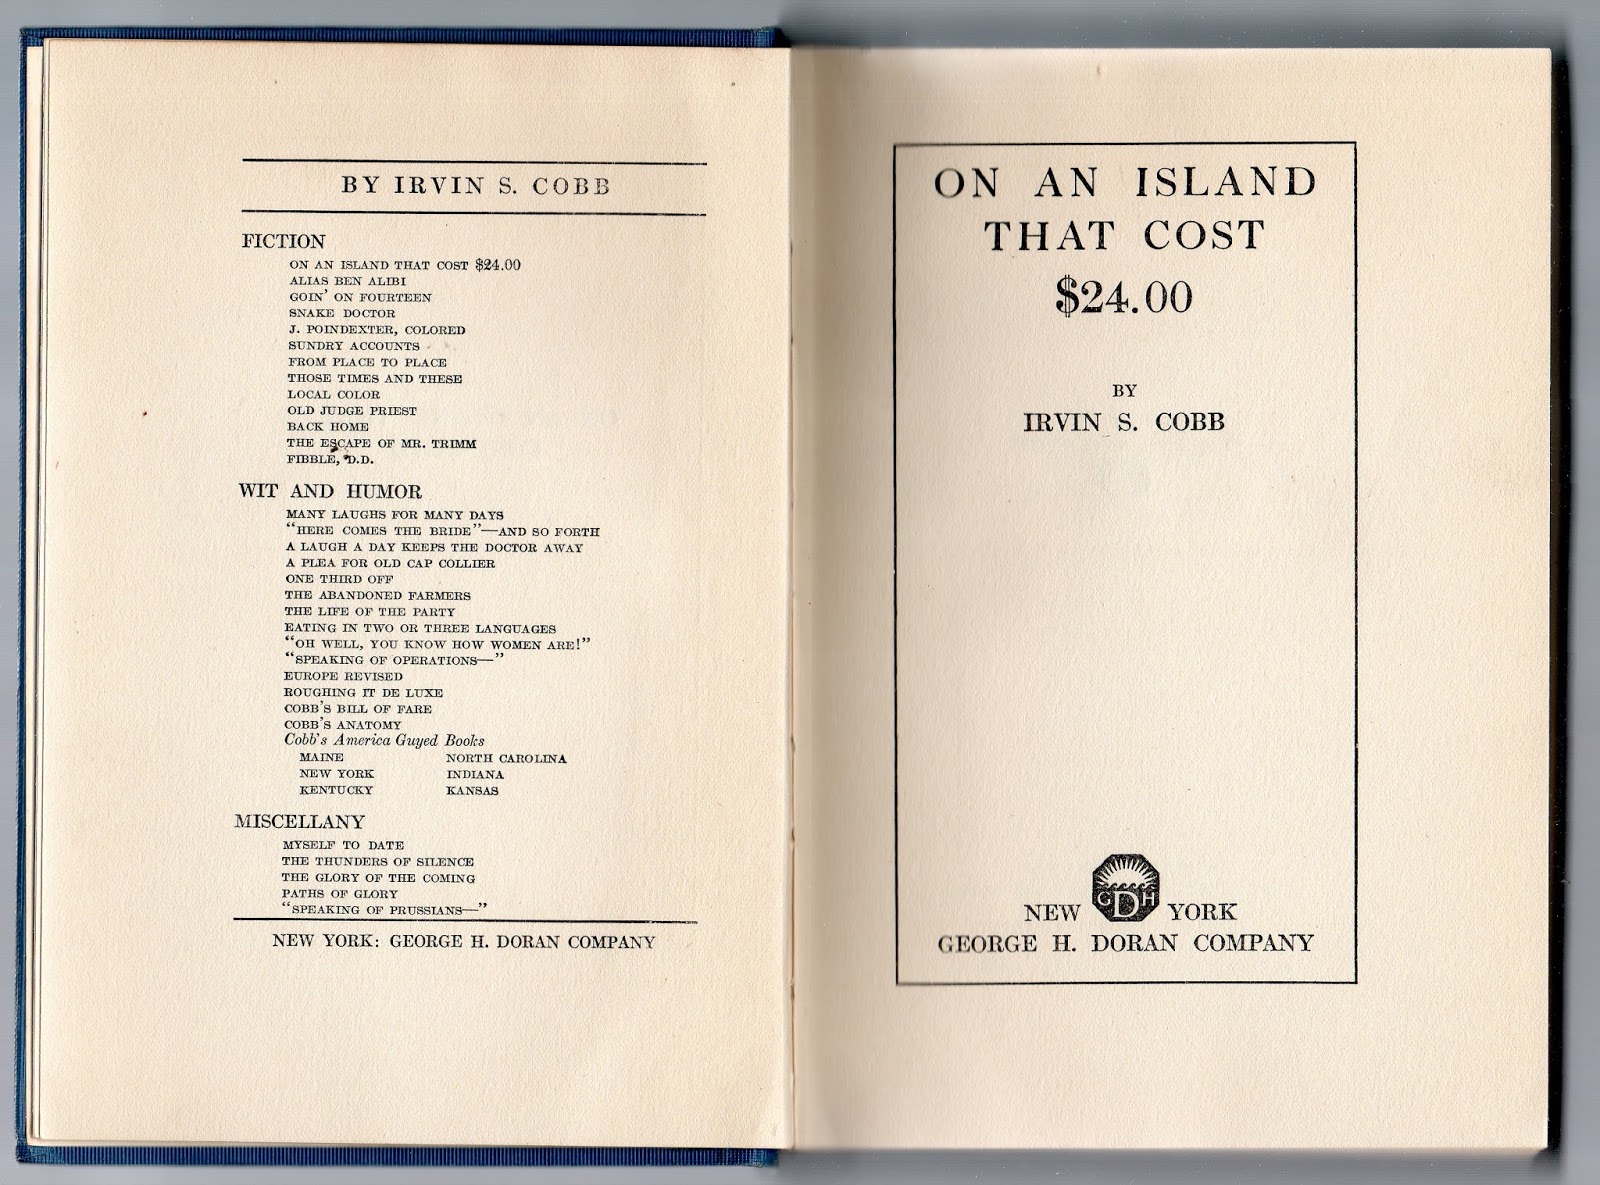 BY IRVIN S. COBB
FICTION
ON AN ISLAND THAT COST $24.00
ALIAS BEN ALIBI
GOIN' ON FOURTEEN
SNAKE DOCTOR
J. POINDEXTER, COLORED
SUNDRY ACCOUNTS
FROM PLACE TO PLACE
THOSE TIMES AND THESE
LOCAL COLOR
OLD JUDGE PRIEST
BACK HOME
THE ESCAPE OF MR. TRIMM
FIBBLE, D.D.
WIT AND HUMOR
MANY LAUGHS FOR MANY DAYS
"HERE COMES THE BRIDE"—AND SO FORTH
A LAUGH A DAY KEEPS THE DOCTOR AWAY
A PLEA FOR OLD CAP COLLIER
ONE THIRD OFF
THE ABANDONED FARMERS
THE LIFE OF THE PARTY
EATING IN TWO OR THREE LANGUAGES
"OH WELL, YOU KNOW HOW WOMEN ARE!"
"SPEAKING OF OPERATIONS—"
EUROPE REVISED
ROUGHING IT DE LUXE
COBB'S BILL OF FARE
COBB'S ANATOMY
Cobb's America Guyed Books
MAINE NORTH CAROLINA
NEW YORK INDIANA
KENTUCKY KANSAS
MISCELLANY
MYSELF TO DATE
THE THUNDERS OF SILENCE
THE GLORY OF THE COMING
PATHS OF GLORY
"SPEAKING OF PRUSSIANS—"
NEW YORK: GEORGE H. DORAN COMPANY
ON AN ISLAND
THAT COST
$24.00
BY
IRVIN S. COBB
GDH
NEW YORK
GEORGE H. DORAN COMPANY